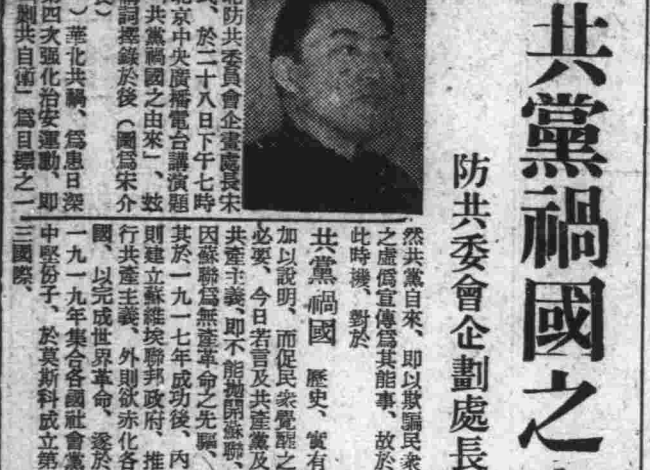 共黨禍國之
防共委會企劃處長
北防共委員會企畫處長宋
、於二十八日下午七時
北京中央廣播電台講演題
共黨禍國之由來」、茲
詞撰錄於後（圖爲宋介
）華北共禍、爲患日深
第四次强化治安運動、即
剿共自衛」爲目標之一
然共黨自來、即以欺騙民衆
之虛僞宣傳爲其能事、故於
此時機、對於
共黨禍國　歷史、實有
加以說明、而促民衆覺醒之
必要、今日若言及共產黨及
共產主義、即不能拋開蘇聯、
因蘇聯爲無產革命之先驅、
其於一九一七年成功後、內
則建立蘇維埃聯邦政府、推
行共產主義、外則欲赤化各
國、以完成世界革命、遂於
一九一九年集合各國社會黨
中堅份子、於莫斯科成立第
三國際、